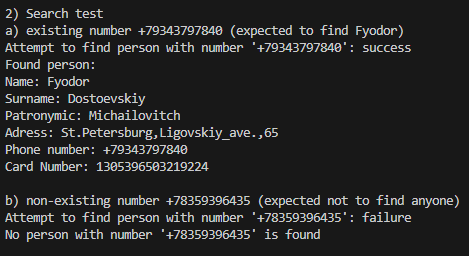 2) Search test
a) existing number +79343797840 (expected to find Fyodor)
Attempt to find person with number '+79343797840': success
Found person:
Name: Fyodor
Surname: Dostoevskiy
Patronymic: Michailovitch
Adress: St.Petersburg,Ligovskiy_ave.,65
Phone number: +79343797840
Card Number: 1305396503219224
b) non-existing number +78359396435 (expected not to find anyone)
Attempt to find person with number '+78359396435': failure
No person with number '+78359396435' is found